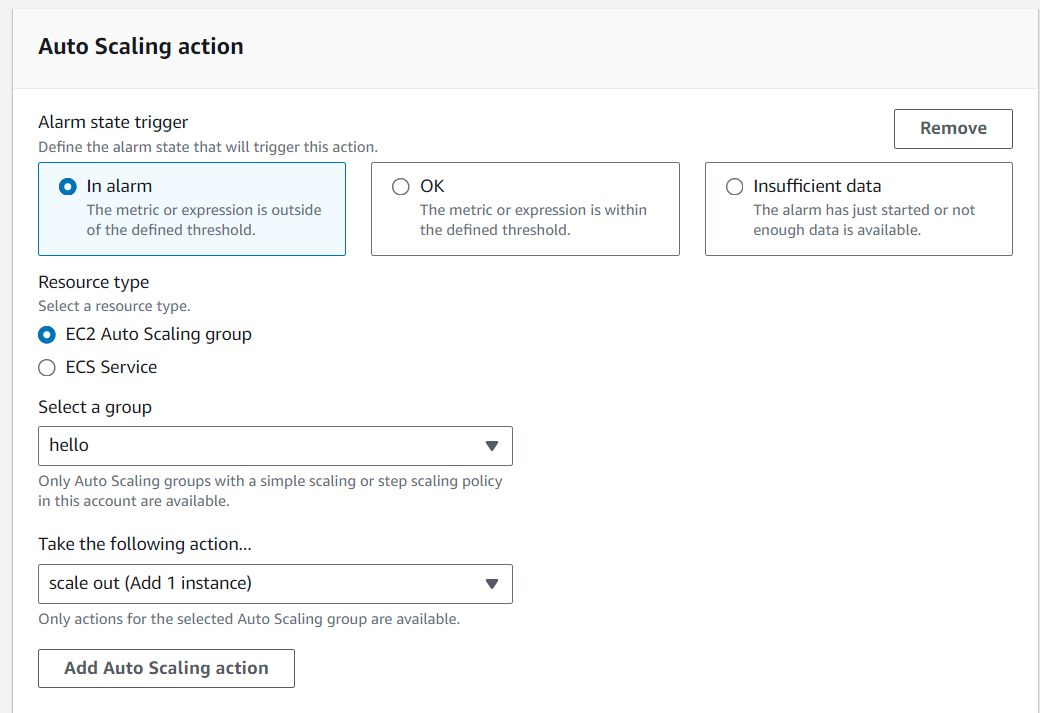 Auto Scaling action
Alarm state trigger
Remove
Define the alarm state that will trigger this action.
In alarm
The metric or expression is outside
of the defined threshold.
OK
The metric or expression is within
the defined threshold.
Insufficient data
The alarm has just started or not
enough data is available.
Resource type
Select a resource type.
EC2 Auto Scaling group
ECS Service
Select a group
hello
Only Auto Scaling groups with a simple scaling or step scaling policy
in this account are available.
Take the following action...
scale out (Add 1 instance)
Only actions for the selected Auto Scaling group are available.
Add Auto Scaling action